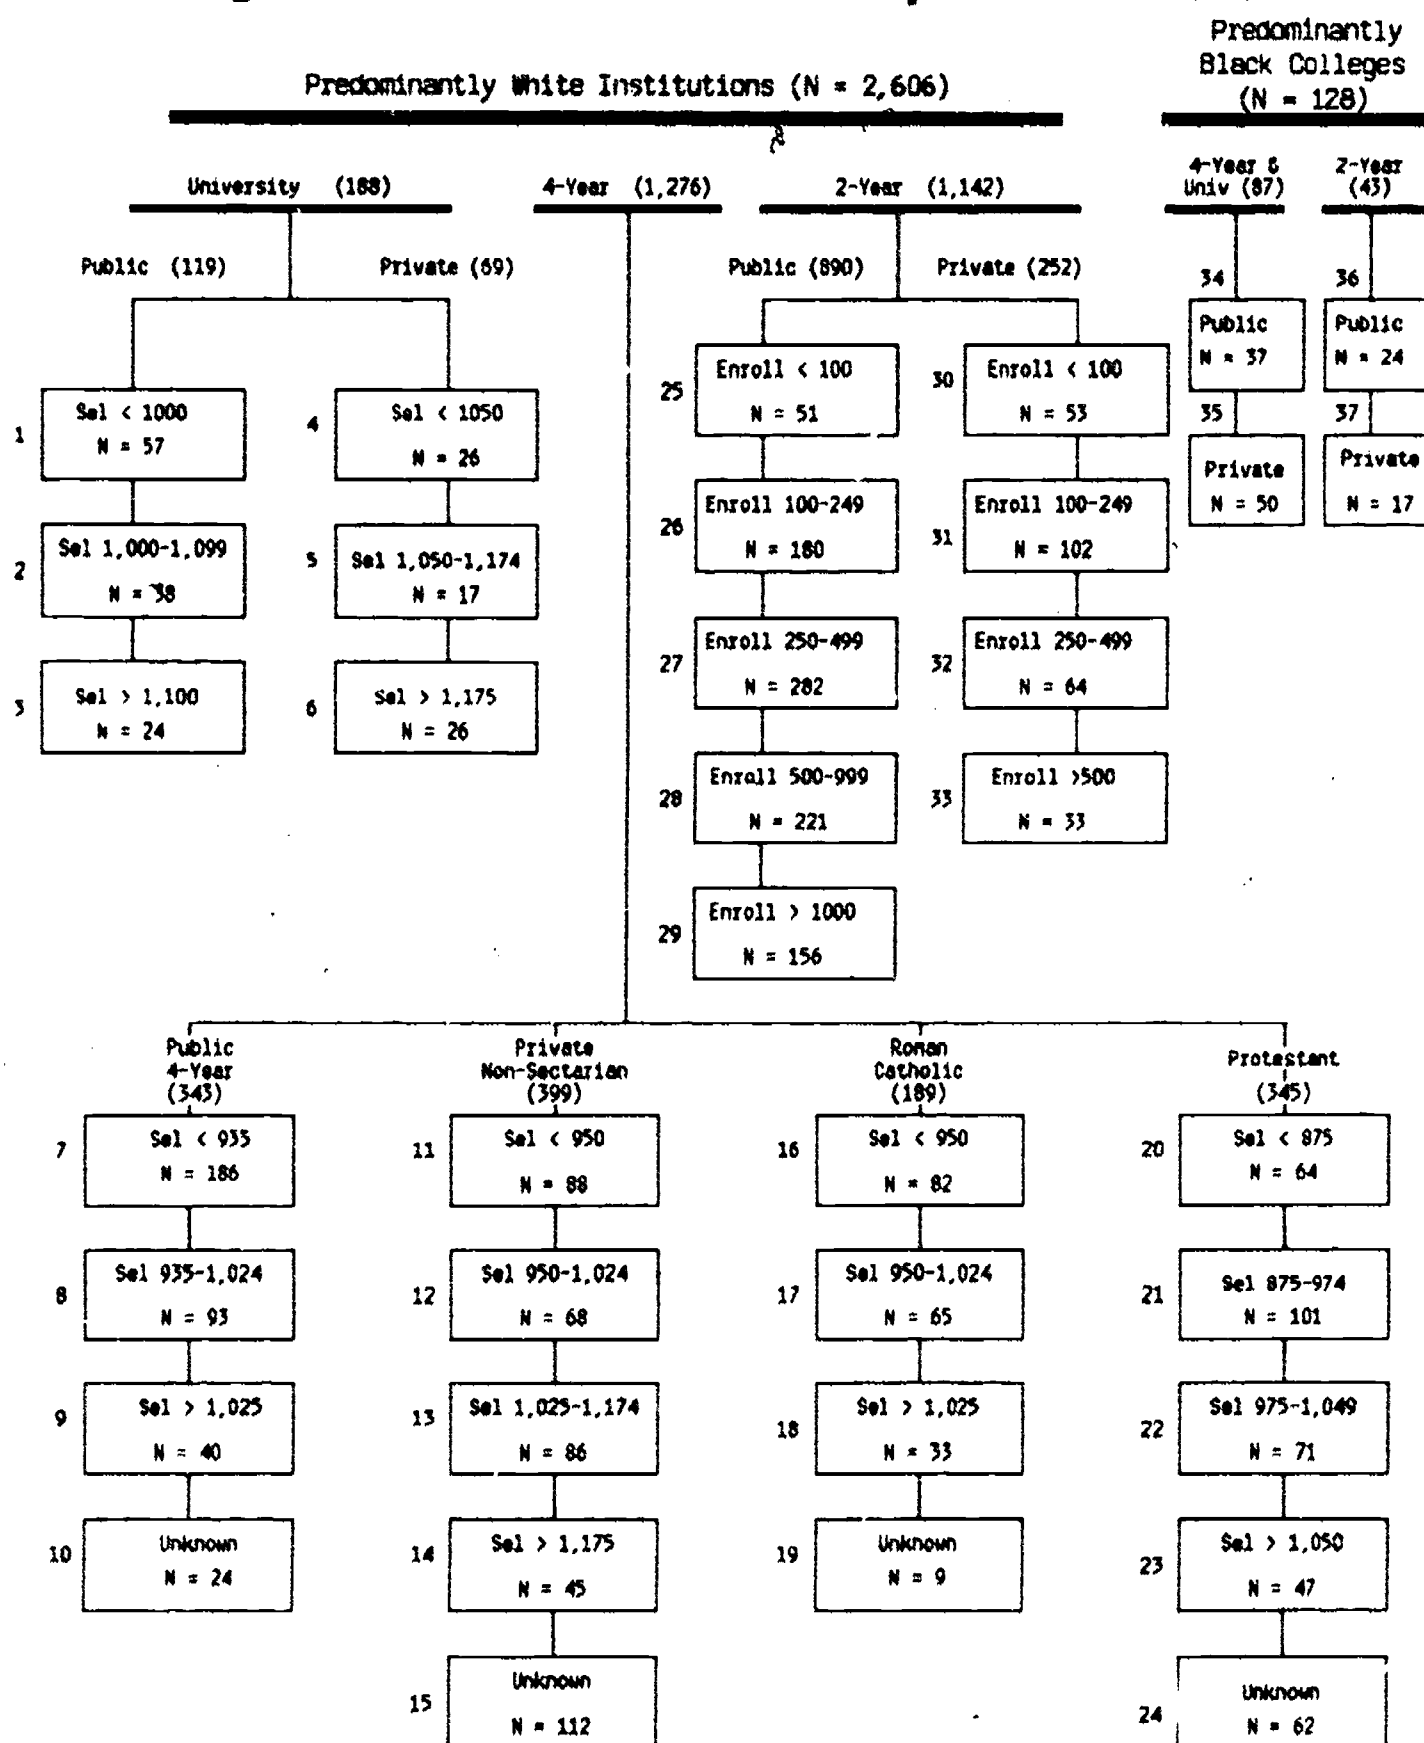 Predominantly White Institutions (N = 2,606)
Predominantly
Black Colleges
(N = 128)
University (188)
4-Year (1,276)
2-Year (1,142)
4-Year &
Univ (87)
2-Year
(43)
Public (119)
Private (69)
Public (890)
Private (252)
1
Sel < 1000
N = 57
2
Sel 1,000-1,099
N = 38
3
Sel > 1,100
N = 24
4
Sel < 1050
N = 26
5
Sel 1,050-1,174
N = 17
6
Sel > 1,175
N = 26
25
Enroll < 100
N = 51
26
Enroll 100-249
N = 180
27
Enroll 250-499
N = 282
28
Enroll 500-999
N = 221
29
Enroll > 1000
N = 156
30
Enroll < 100
N = 53
31
Enroll 100-249
N = 102
32
Enroll 250-499
N = 64
33
Enroll >500
N = 33
34
Public
N = 37
35
Private
N = 50
36
Public
N = 24
37
Private
N = 17
Public
4-Year
(343)
7
Sel < 935
N = 186
8
Sel 935-1,024
N = 93
9
Sel > 1,025
N = 40
10
Unknown
N = 24
Private
Non-Sectarian
(399)
11
Sel < 950
N = 88
12
Sel 950-1,024
N = 68
13
Sel 1,025-1,174
N = 86
14
Sel > 1,175
N = 45
15
Unknown
N = 112
Roman
Catholic
(189)
16
Sel < 950
N = 82
17
Sel 950-1,024
N = 65
18
Sel > 1,025
N = 33
19
Unknown
N = 9
Protestant
(345)
20
Sel < 875
N = 64
21
Sel 875-974
N = 101
22
Sel 975-1,049
N = 71
23
Sel > 1,050
N = 47
24
Unknown
N = 62